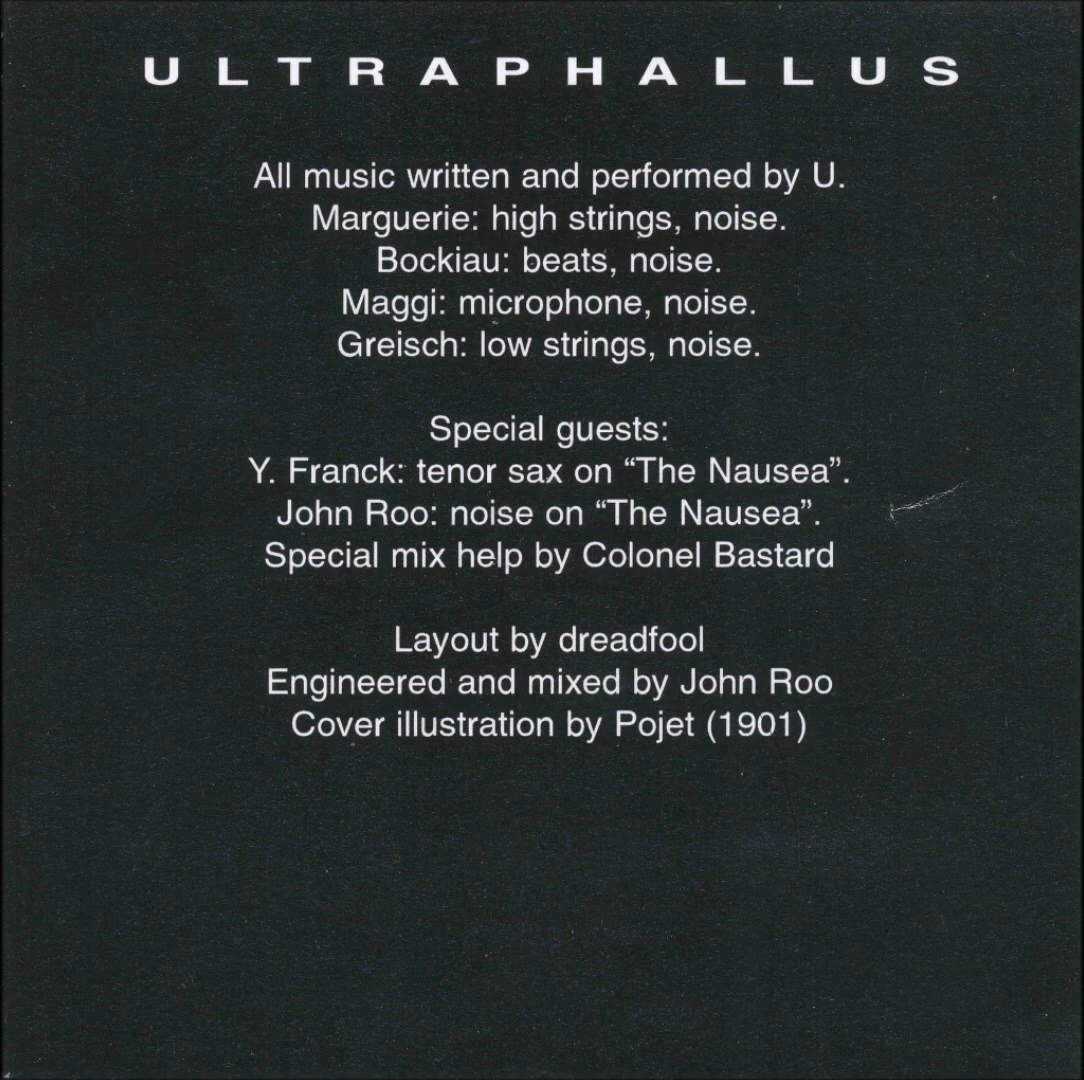 ULTRAPHALLUS
All music written and performed by U.
Marguerie: high strings, noise.
Bockiau: beats, noise.
Maggi: microphone, noise.
Greisch: low strings, noise.
Special guests:
Y. Franck: tenor sax on “The Nausea”.
John Roo: noise on “The Nausea”.
Special mix help by Colonel Bastard
Layout by dreadfool
Engineered and mixed by John Roo
Cover illustration by Pojet (1901)